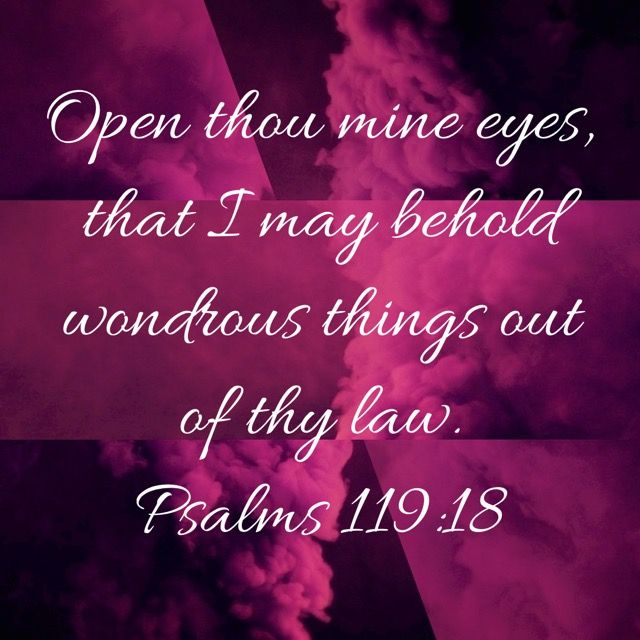 Open thou mine eyes,
that I may behold
wondrous things out
of thy law.
Psalms 119:18